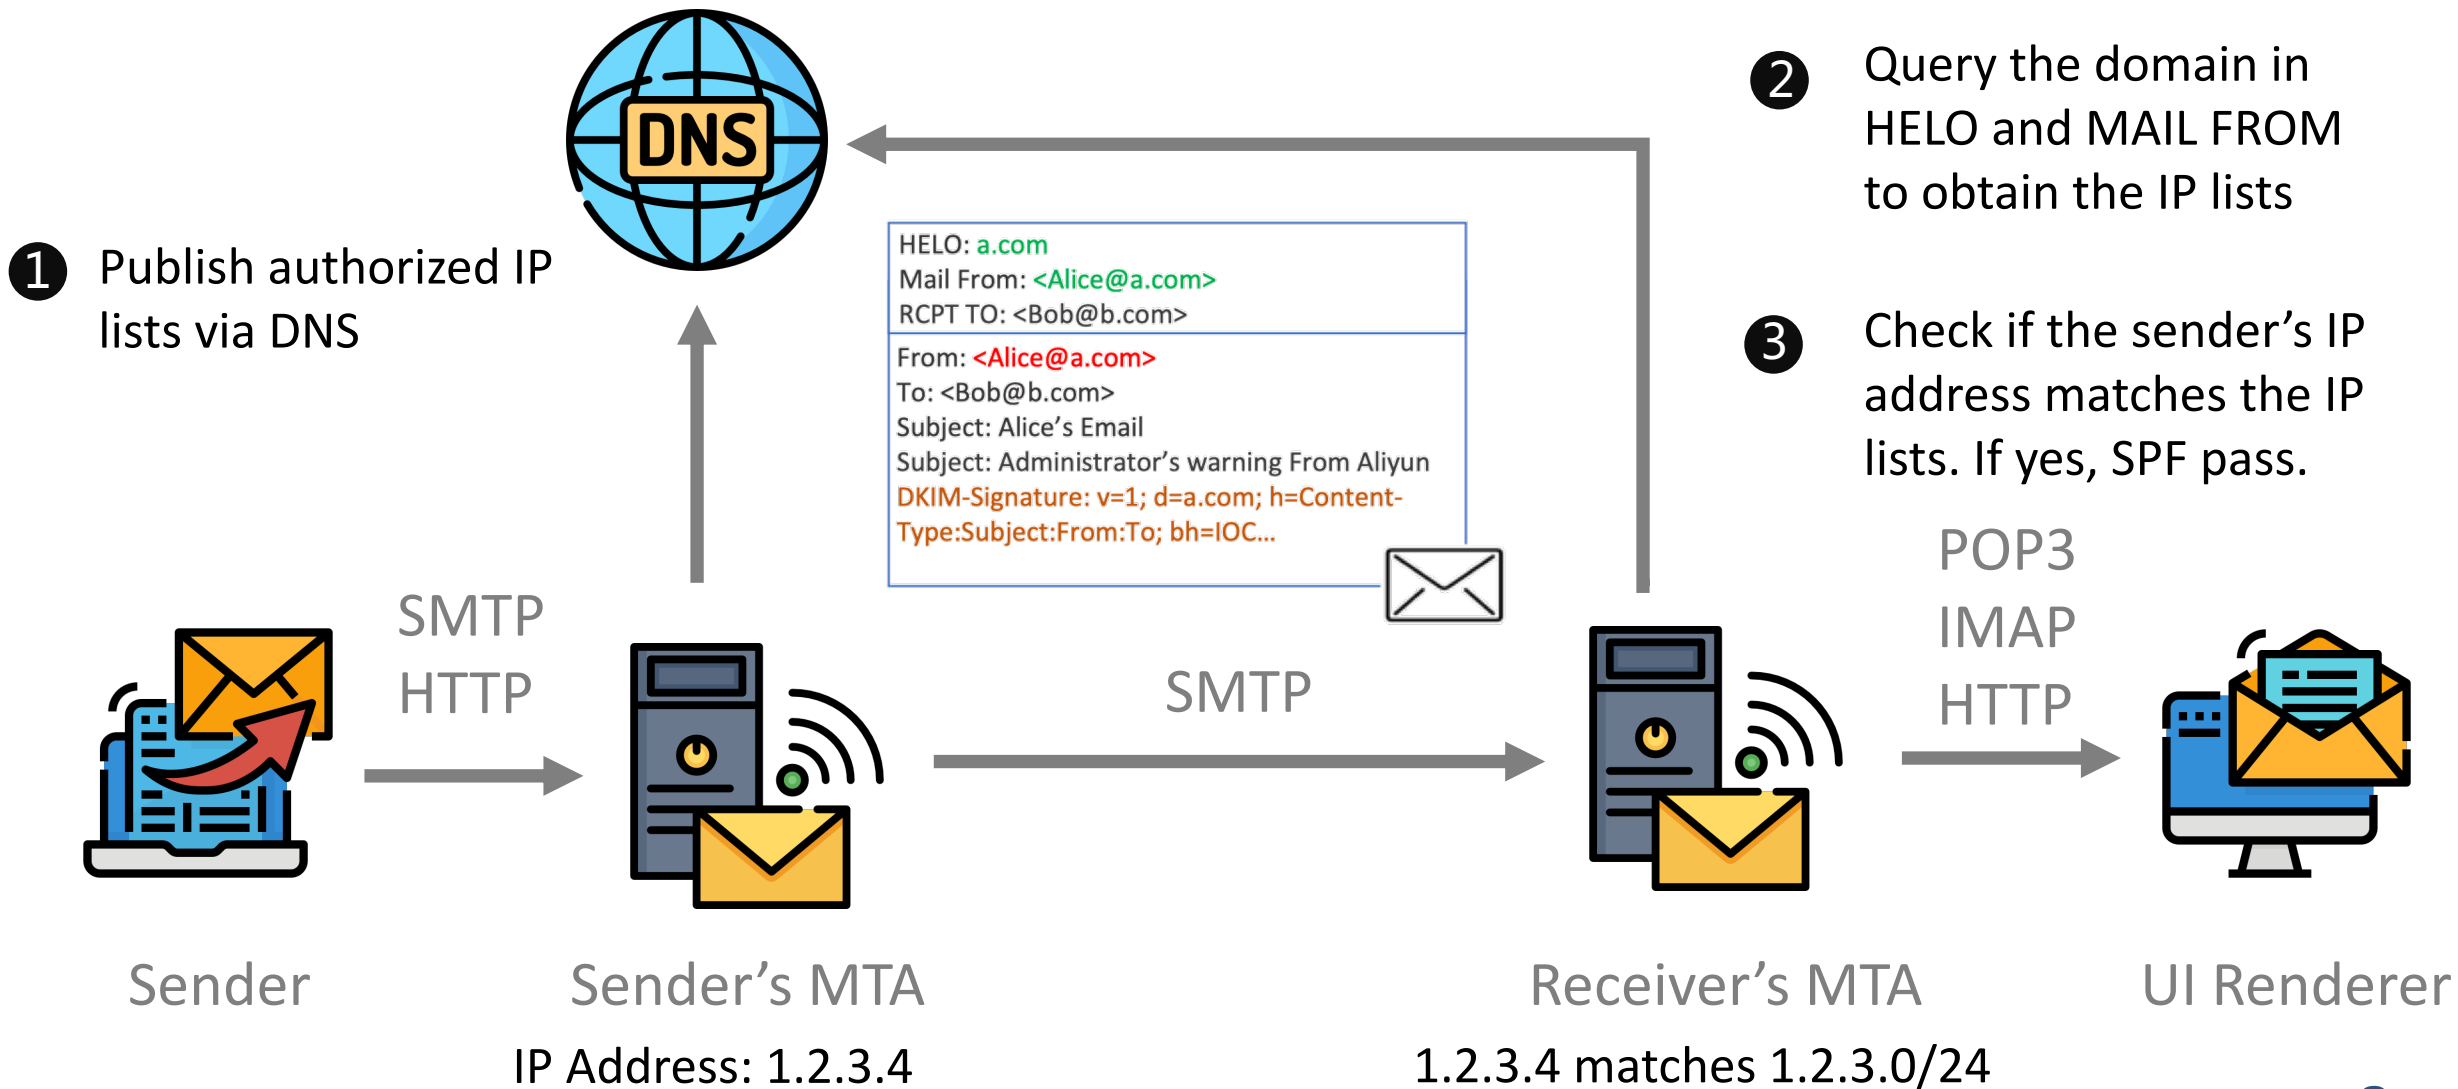 DNS
❶ Publish authorized IP
lists via DNS
❷ Query the domain in
HELO and MAIL FROM
to obtain the IP lists
❸ Check if the sender’s IP
address matches the IP
lists. If yes, SPF pass.
HELO: a.com
Mail From: <Alice@a.com>
RCPT TO: <Bob@b.com>
From: <Alice@a.com>
To: <Bob@b.com>
Subject: Alice’s Email
Subject: Administrator’s warning From Aliyun
DKIM-Signature: v=1; d=a.com; h=Content-
Type:Subject:From:To; bh=IOC...
SMTP
HTTP
SMTP
POP3
IMAP
HTTP
Sender
Sender’s MTA
Receiver’s MTA
UI Renderer
IP Address: 1.2.3.4
1.2.3.4 matches 1.2.3.0/24